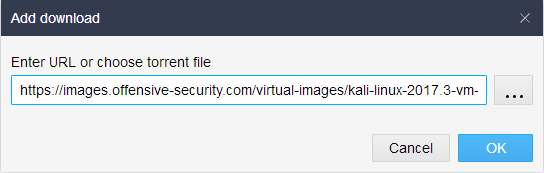 Add download
Enter URL or choose torrent file
https://images.offensive-security.com/virtual-images/kali-linux-2017.3-vm-
...
Cancel
OK